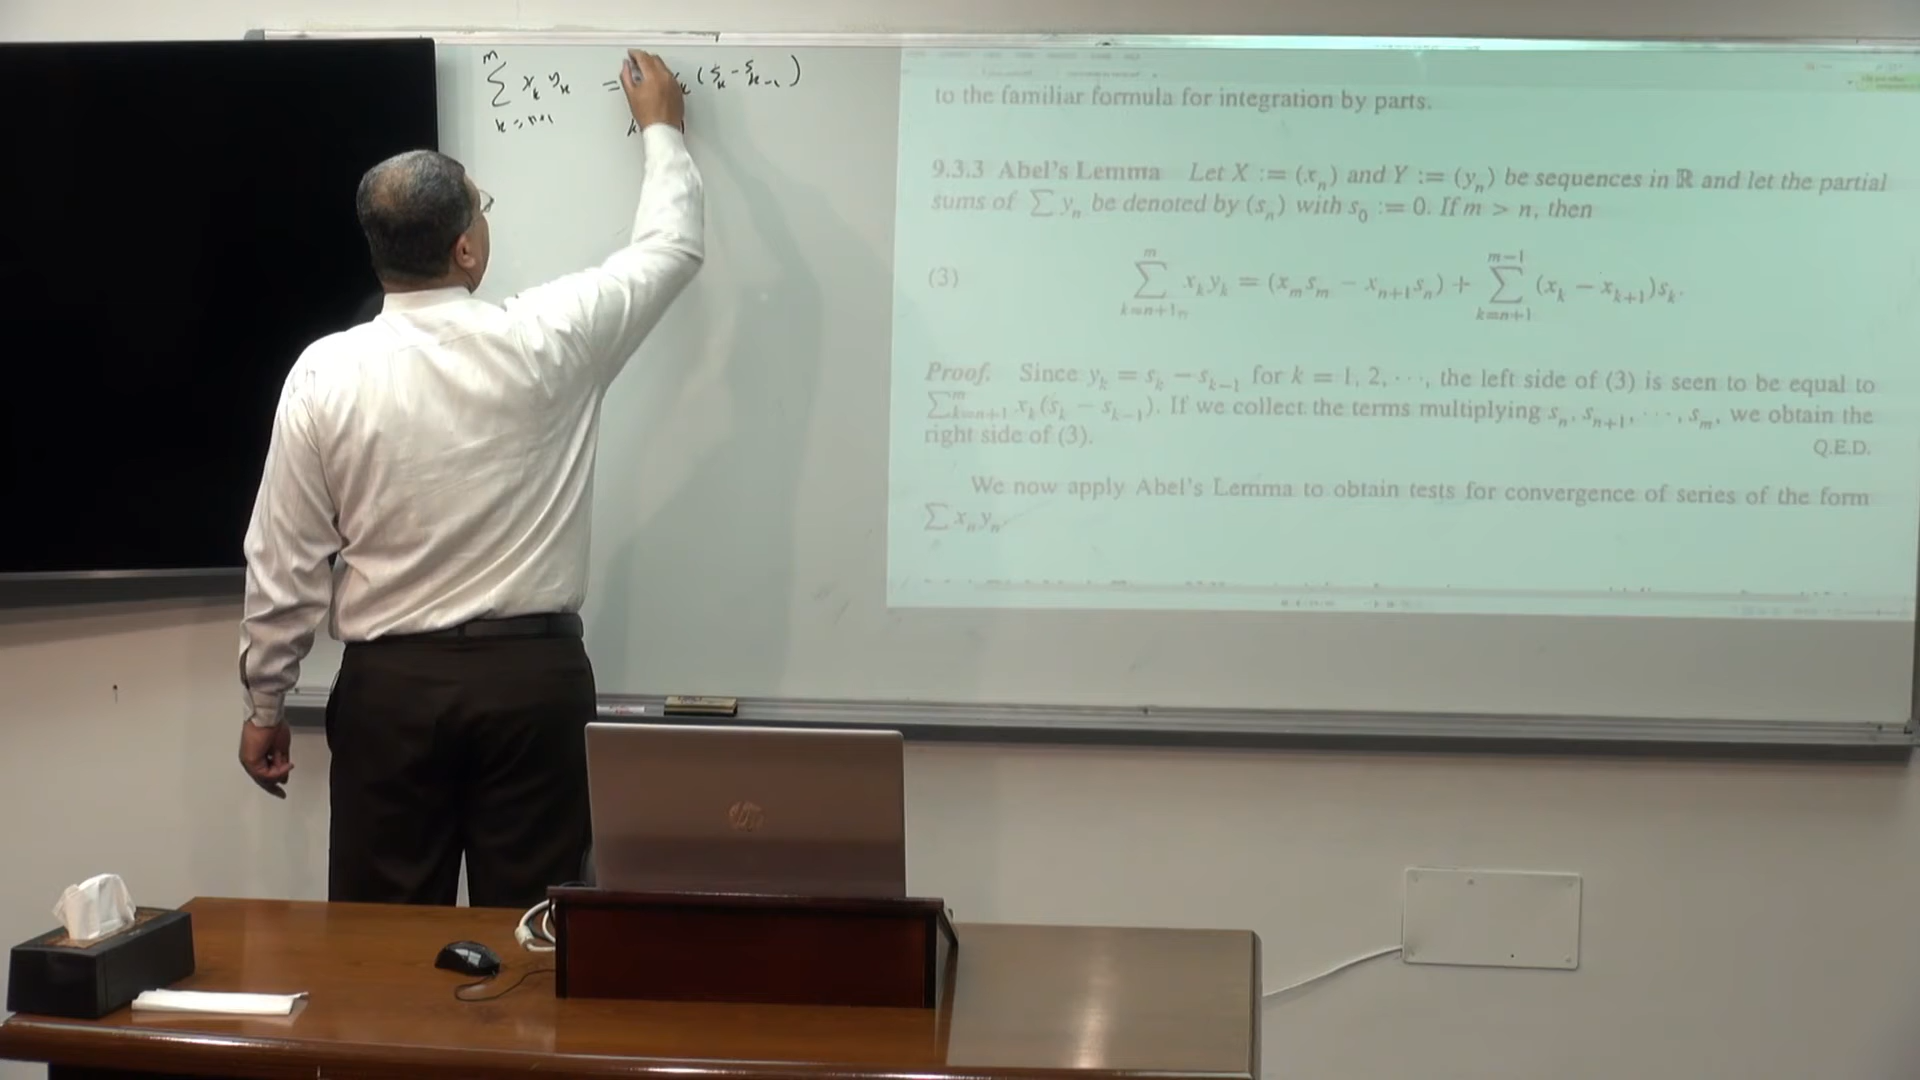 m
∑ x_k y_k = x_k (s_k - s_{k-1})
k=n+1
to the familiar formula for integration by parts.
9.3.3 Abel's Lemma Let X := (x_n) and Y := (y_n) be sequences in ℝ and let the partial
sums of ∑ y_n be denoted by (s_n) with s_0 := 0. If m > n, then
(3) ∑_{k=n+1}^{m} x_k y_k = (x_m s_m − x_{n+1} s_n) + ∑_{k=n+1}^{m−1} (x_k − x_{k+1}) s_k.
Proof. Since y_k = s_k − s_{k−1} for k = 1, 2, ⋯, the left side of (3) is seen to be equal to
∑_{k=n+1}^{m} x_k(s_k − s_{k−1}). If we collect the terms multiplying s_n, s_{n+1}, ⋯, s_m, we obtain the
right side of (3).
Q.E.D.
We now apply Abel's Lemma to obtain tests for convergence of series of the form
∑ x_n y_n.
hp